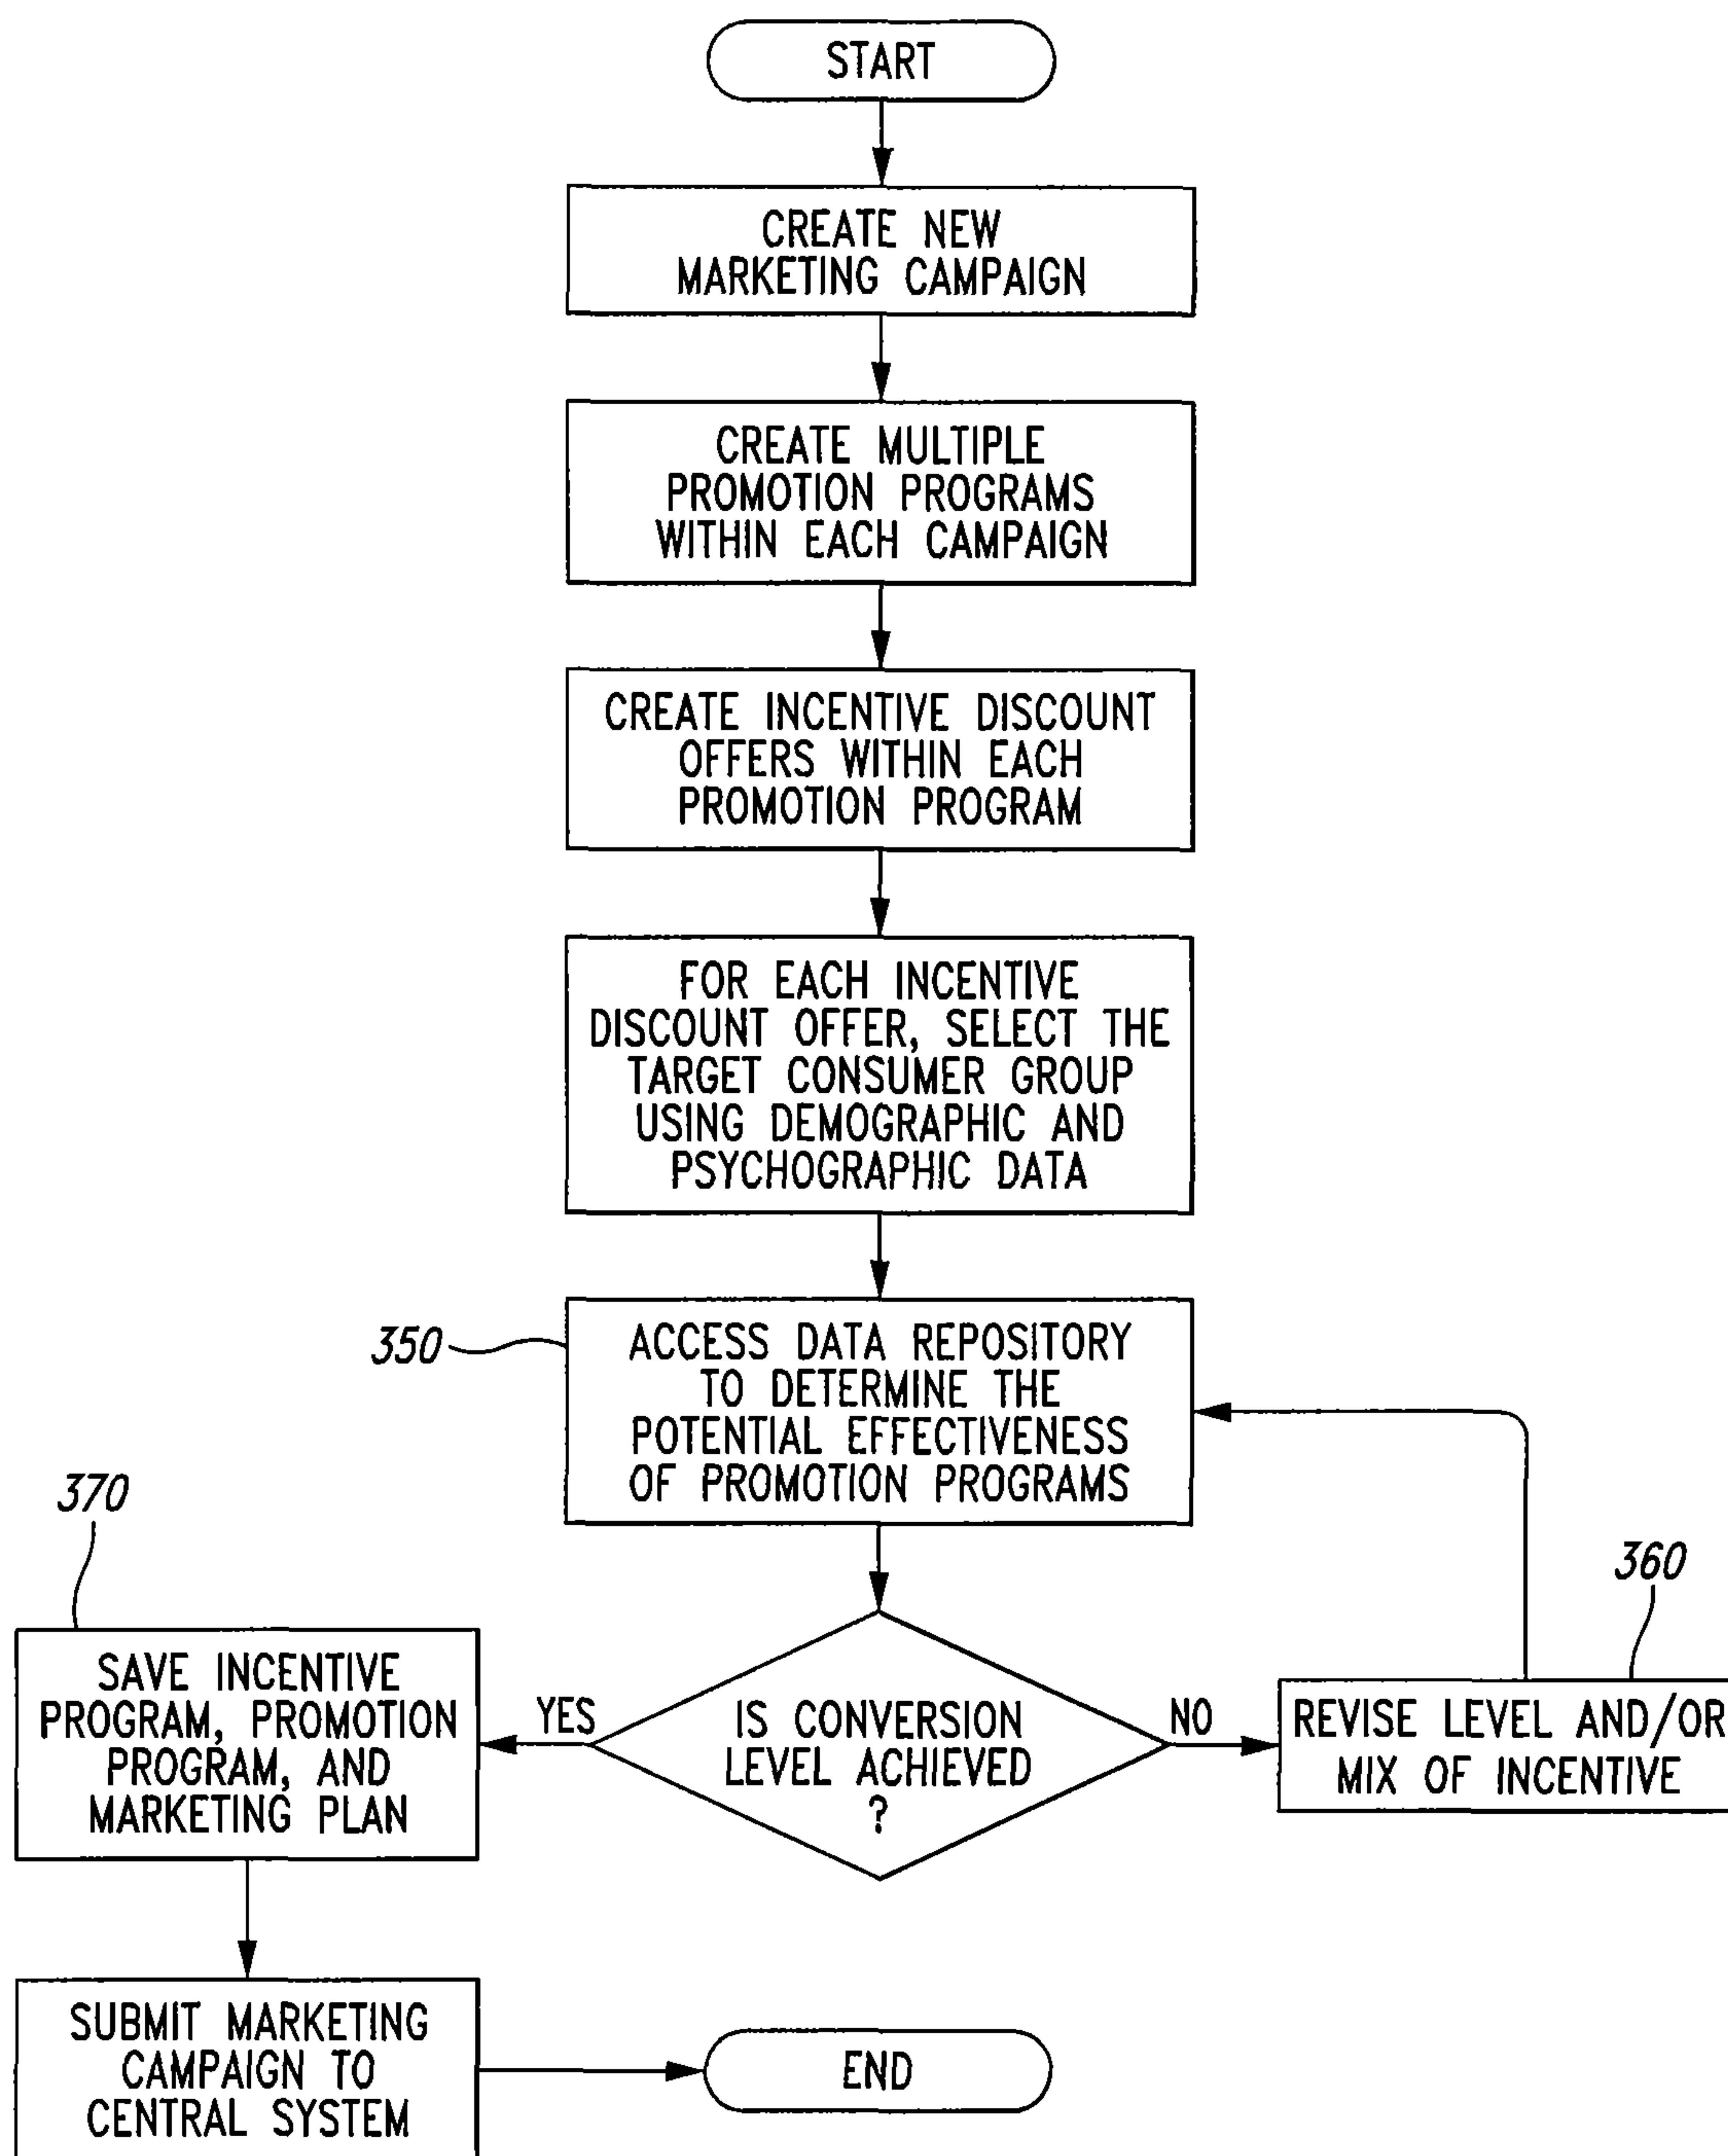 START
CREATE NEW
MARKETING CAMPAIGN
CREATE MULTIPLE
PROMOTION PROGRAMS
WITHIN EACH CAMPAIGN
CREATE INCENTIVE DISCOUNT
OFFERS WITHIN EACH
PROMOTION PROGRAM
FOR EACH INCENTIVE
DISCOUNT OFFER, SELECT THE
TARGET CONSUMER GROUP
USING DEMOGRAPHIC AND
PSYCHOGRAPHIC DATA
350
ACCESS DATA REPOSITORY
TO DETERMINE THE
POTENTIAL EFFECTIVENESS
OF PROMOTION PROGRAMS
370
360
SAVE INCENTIVE
PROGRAM, PROMOTION
PROGRAM, AND
MARKETING PLAN
YES
IS CONVERSION
LEVEL ACHIEVED
?
NO
REVISE LEVEL AND/OR
MIX OF INCENTIVE
SUBMIT MARKETING
CAMPAIGN TO
CENTRAL SYSTEM
END